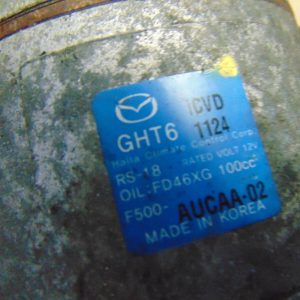 1CVD
GHT6 1124
Halla Climate Control Corp.
RS-18 RATED VOLT 12V
OIL:FD46XG 100cc
F500- AUCAA-02
MADE IN KOREA